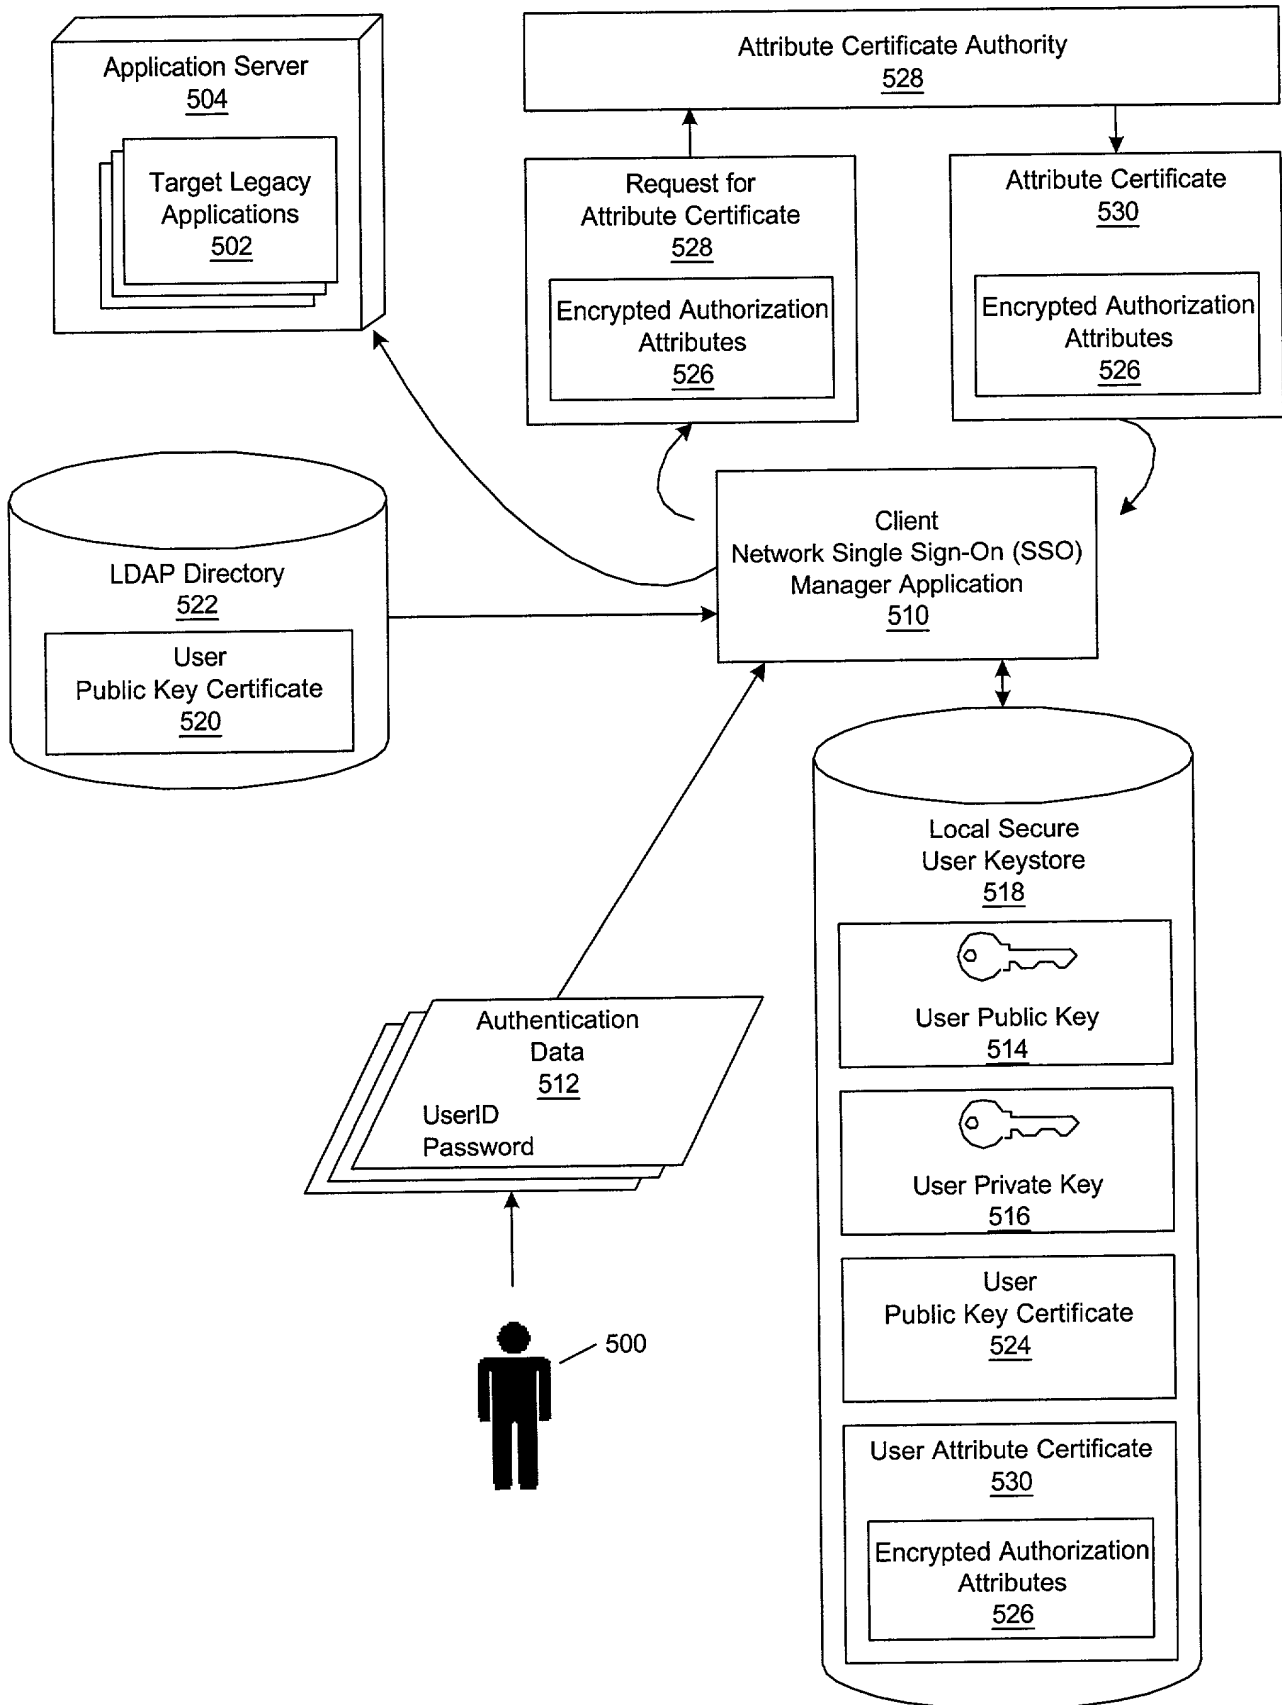 Application Server
504
Target Legacy
Applications
502
Attribute Certificate Authority
528
Request for
Attribute Certificate
528
Encrypted Authorization
Attributes
526
Attribute Certificate
530
Encrypted Authorization
Attributes
526
Client
Network Single Sign-On (SSO)
Manager Application
510
LDAP Directory
522
User
Public Key Certificate
520
Local Secure
User Keystore
518
User Public Key
514
User Private Key
516
User
Public Key Certificate
524
User Attribute Certificate
530
Encrypted Authorization
Attributes
526
Authentication
Data
512
UserID
Password
500